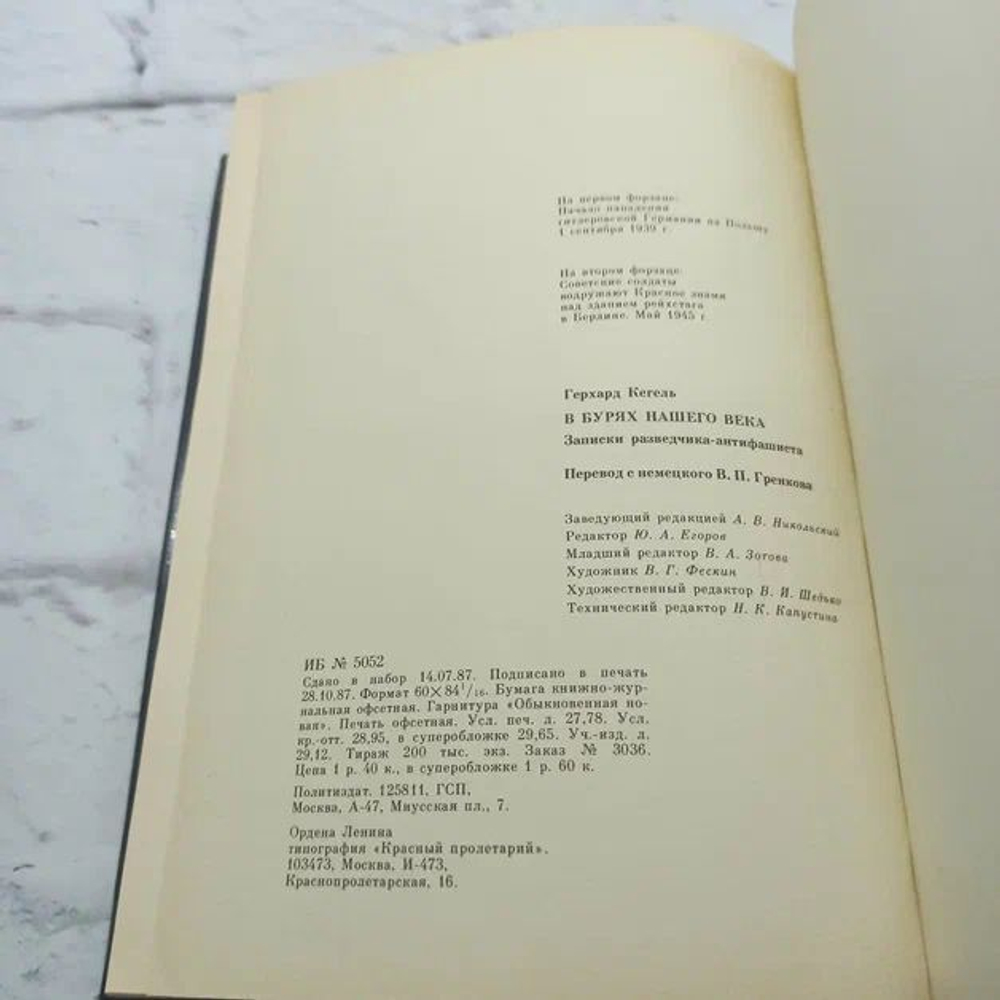 На первом форзаце:
Начало нападения
гитлеровской Германии на Польшу
1 сентября 1939 г.
На втором форзаце:
Советские солдаты
водружают Красное знамя
над зданием рейхстага
в Берлине. Май 1945 г.
Герхард Кегель
В БУРЯХ НАШЕГО ВЕКА
Записки разведчика-антифашиста
Перевод с немецкого В. П. Гренкова
Заведующий редакцией А. В. Никольский
Редактор Ю. А. Егоров
Младший редактор В. А. Зотова
Художник В. Г. Фескин
Художественный редактор В. И. Шедько
Технический редактор Н. К. Капустина
ИБ № 5052
Сдано в набор 14.07.87. Подписано в печать
28.10.87. Формат 60×84 1/16. Бумага книжно-жур-
нальная офсетная. Гарнитура «Обыкновенная но-
вая». Печать офсетная. Усл. печ. л. 27,78. Усл.
кр.-отт. 28,95, в суперобложке 29,65. Уч.-изд. л.
29,12. Тираж 200 тыс. экз. Заказ № 3036.
Цена 1 р. 40 к., в суперобложке 1 р. 60 к.
Политиздат. 125811, ГСП,
Москва, А-47, Миусская пл., 7.
Ордена Ленина
типография «Красный пролетарий».
103473, Москва, И-473,
Краснопролетарская, 16.